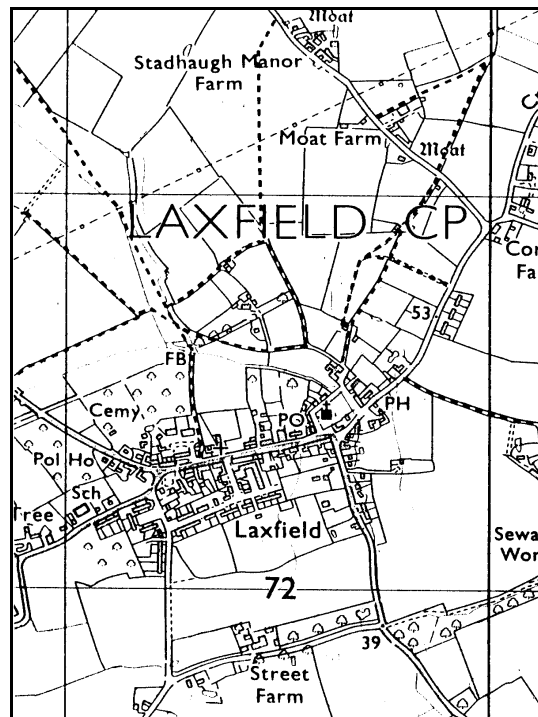 Moat
Stadhaugh Manor
Farm
Moat Farm
Moat
LAXFIELD CP
Con
Fa
53
FB
Cemy
PO
PH
Pol Ho
Sch
Tree
Laxfield
Sewa
Wor
72
39
Street
Farm